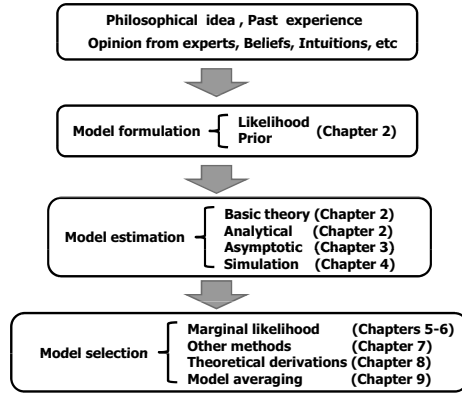 Philosophical idea , Past experience
Opinion from experts, Beliefs, Intuitions, etc
Model formulation
Likelihood
Prior
(Chapter 2)
Model estimation
Basic theory (Chapter 2)
Analytical (Chapter 2)
Asymptotic (Chapter 3)
Simulation (Chapter 4)
Model selection
Marginal likelihood (Chapters 5-6)
Other methods (Chapter 7)
Theoretical derivations (Chapter 8)
Model averaging (Chapter 9)